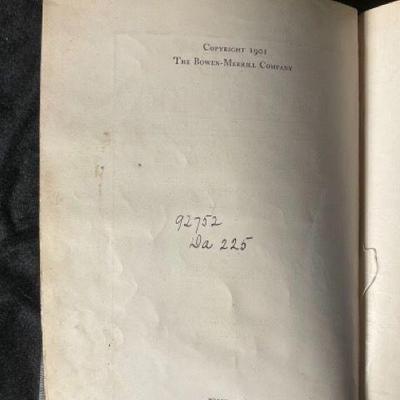 Copyright 1901
The Bowen-Merrill Company
92752
Da 225